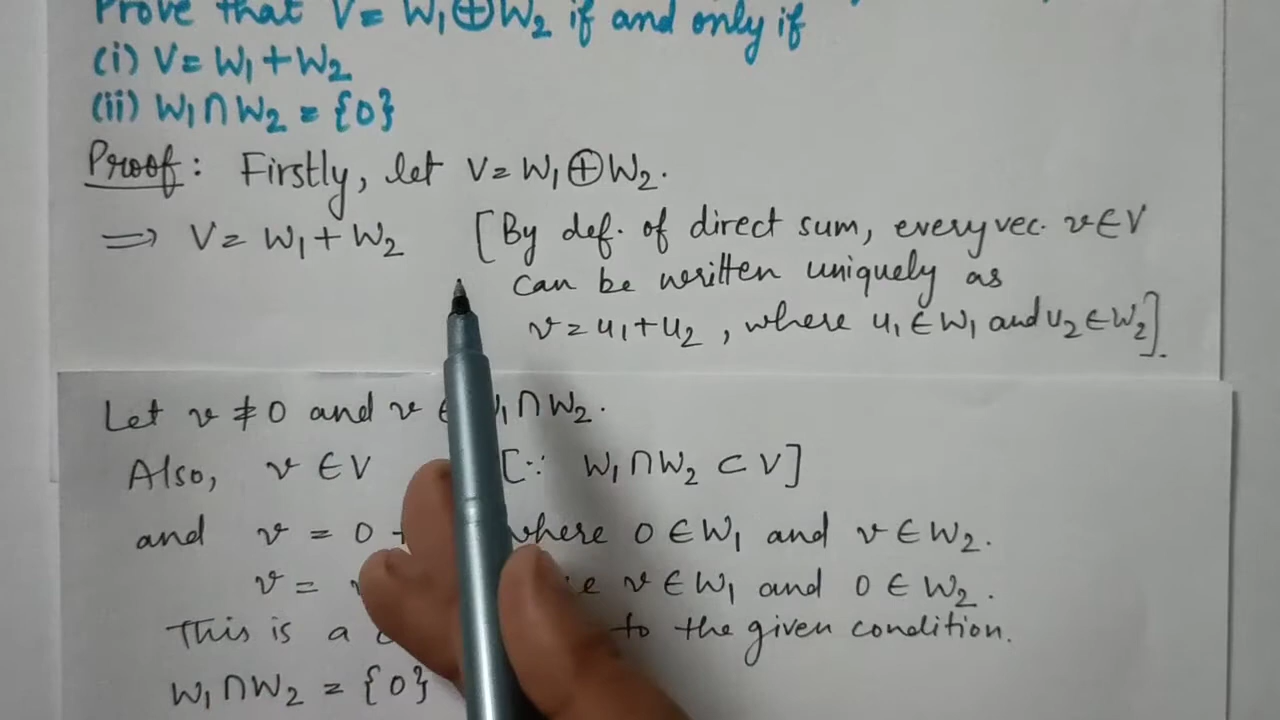 Prove that V = W₁ ⊕ W₂ if and only if
(i) V = W₁ + W₂
(ii) W₁ ∩ W₂ = {0}
Proof : Firstly, let V = W₁ ⊕ W₂.
⟹ V = W₁ + W₂ [By def. of direct sum, every vec. v ∈ V
can be written uniquely as
v = u₁ + u₂ , where u₁ ∈ W₁ and u₂ ∈ W₂].
Let v ≠ 0 and v ∩ W₂.
Also, v ∈ V [∵ W₁ ∩ W₂ ⊂ V]
and v = 0 where 0 ∈ W₁ and v ∈ W₂.
v = v ∈ W₁ and 0 ∈ W₂.
This is a to the given condition.
W₁ ∩ W₂ = {0}